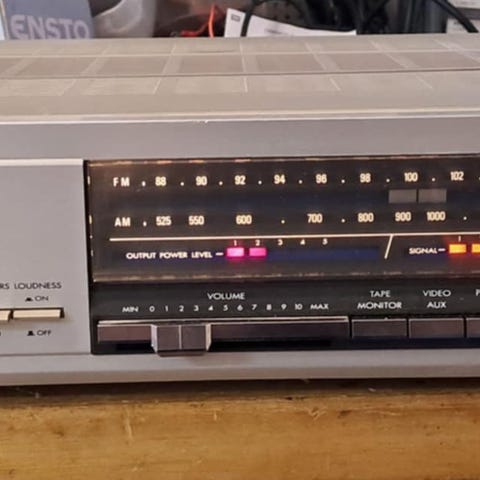 ENSTO
FM 88 90 92 94 96 98 100 102
AM 525 550 600 700 800 900 1000
1 2 3 4 5 1
OUTPUT POWER LEVEL SIGNAL
RS LOUDNESS
ON
OFF
VOLUME
MIN 0 1 2 3 4 5 6 7 8 9 10 MAX
TAPE
MONITOR
VIDEO
AUX